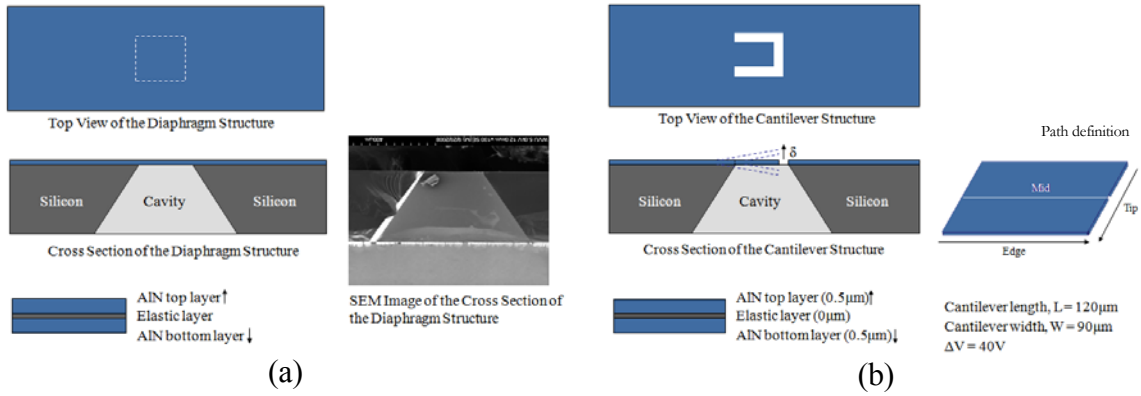 Top View of the Diaphragm Structure
Silicon
Cavity
Silicon
Cross Section of the Diaphragm Structure
AlN top layer↑
Elastic layer
AlN bottom layer↓
SEM Image of the Cross Section of
the Diaphragm Structure
(a)
Top View of the Cantilever Structure
δ
Silicon
Cavity
Silicon
Cross Section of the Cantilever Structure
AlN top layer (0.5μm)↑
Elastic layer (0μm)
AlN bottom layer (0.5μm)↓
Path definition
Mid
Tip
Edge
Cantilever length, L = 120μm
Cantilever width, W = 90μm
ΔV = 40V
(b)